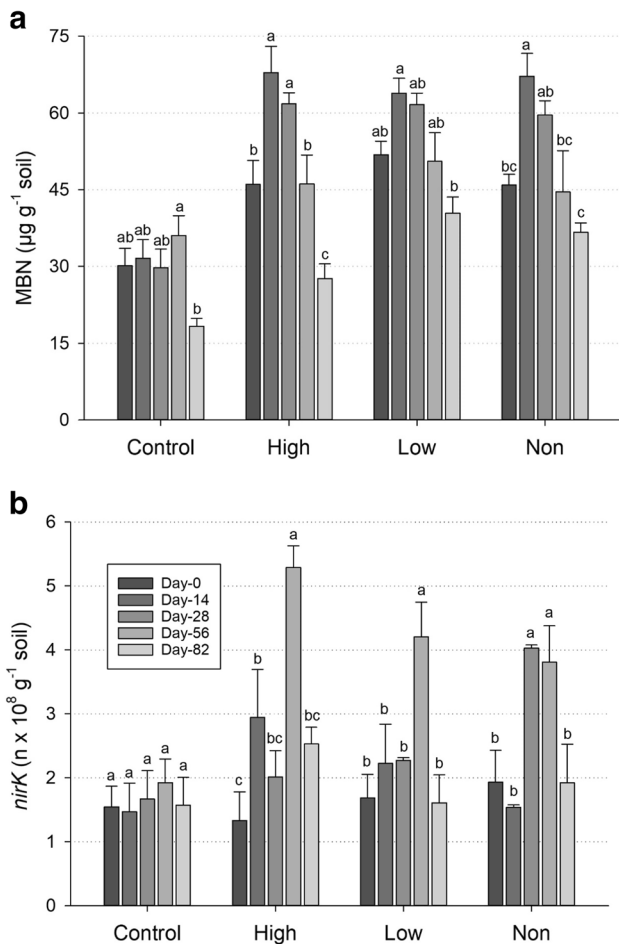 a
75
60
45
30
15
0
MBN (µg g⁻¹ soil)
ab ab ab a b
b a a b c
ab a ab ab b
bc a ab bc c
Control High Low Non
b
6
5
4
3
2
1
0
nirK (n x 10⁸ g⁻¹ soil)
Day-0
Day-14
Day-28
Day-56
Day-82
a a a a a
c b bc a bc
b b b a b
b b a a b
Control High Low Non